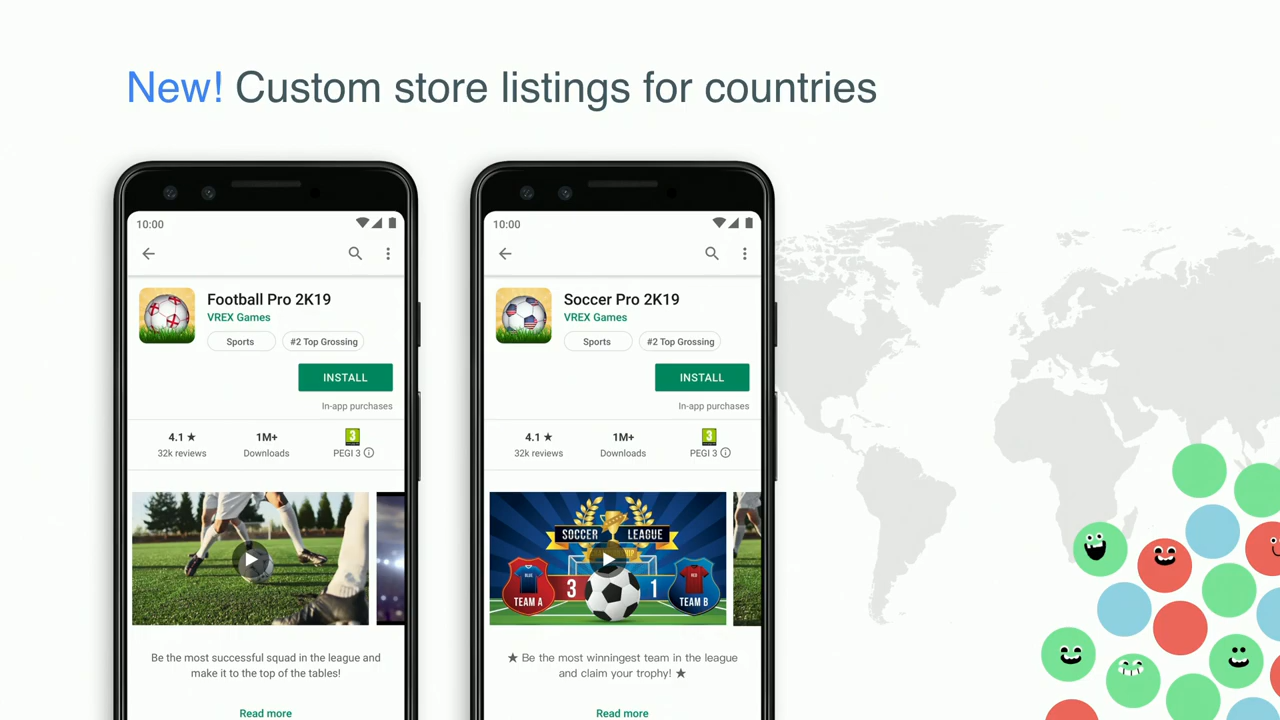 New! Custom store listings for countries
10:00
Football Pro 2K19
VREX Games
Sports
#2 Top Grossing
INSTALL
In-app purchases
4.1 ★
1M+
3
32k reviews
Downloads
PEGI 3
Be the most successful squad in the league and
make it to the top of the tables!
Read more
10:00
Soccer Pro 2K19
VREX Games
Sports
#2 Top Grossing
INSTALL
In-app purchases
4.1 ★
1M+
3
32k reviews
Downloads
PEGI 3
SOCCER LEAGUE
BLUE
RED
3
1
TEAM A
TEAM B
★ Be the most winningest team in the league
and claim your trophy! ★
Read more